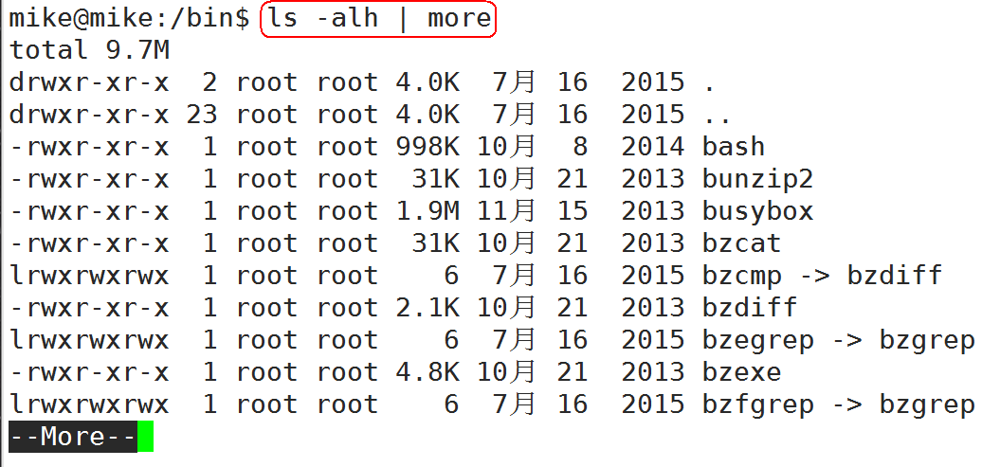 mike@mike:/bin$ ls -alh | more
total 9.7M
drwxr-xr-x  2 root root 4.0K  7月 16  2015 .
drwxr-xr-x 23 root root 4.0K  7月 16  2015 ..
-rwxr-xr-x  1 root root 998K 10月  8  2014 bash
-rwxr-xr-x  1 root root  31K 10月 21  2013 bunzip2
-rwxr-xr-x  1 root root 1.9M 11月 15  2013 busybox
-rwxr-xr-x  1 root root  31K 10月 21  2013 bzcat
lrwxrwxrwx  1 root root    6  7月 16  2015 bzcmp -> bzdiff
-rwxr-xr-x  1 root root 2.1K 10月 21  2013 bzdiff
lrwxrwxrwx  1 root root    6  7月 16  2015 bzegrep -> bzgrep
-rwxr-xr-x  1 root root 4.8K 10月 21  2013 bzexe
lrwxrwxrwx  1 root root    6  7月 16  2015 bzfgrep -> bzgrep
--More--